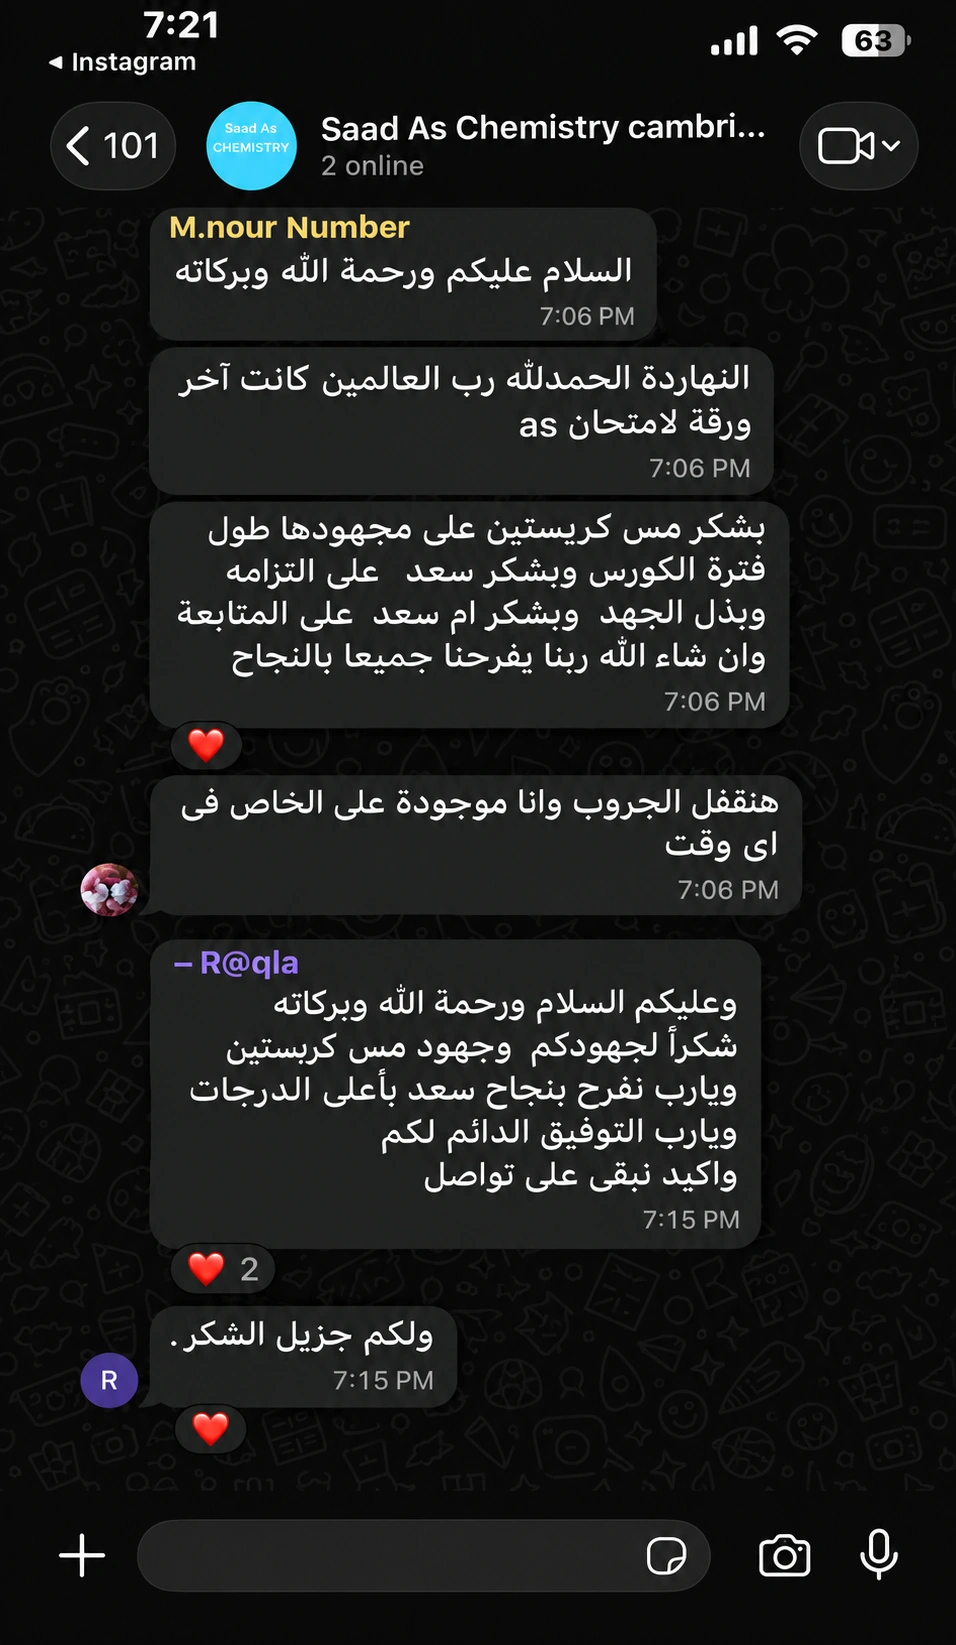 7:21
63
◀ Instagram
101
Saad As
CHEMISTRY
Saad As Chemistry cambri...
2 online
M.nour Number
السلام عليكم ورحمة الله وبركاته
7:06 PM
النهاردة الحمدلله رب العالمين كانت آخر
ورقة لامتحان as
7:06 PM
بشكر مس كريستين على مجهودها طول
فترة الكورس وبشكر سعد على التزامه
وبذل الجهد وبشكر ام سعد على المتابعة
وان شاء الله ربنا يفرحنا جميعا بالنجاح
7:06 PM
❤️
هنقفل الجروب وانا موجودة على الخاص فى
اى وقت
7:06 PM
– R@qla
وعليكم السلام ورحمة الله وبركاته
شكراً لجهودكم وجهود مس كربستين
ويارب نفرح بنجاح سعد بأعلى الدرجات
ويارب التوفيق الدائم لكم
واكيد نبقى على تواصل
7:15 PM
❤️ 2
ولكم جزيل الشكر.
7:15 PM
R
❤️